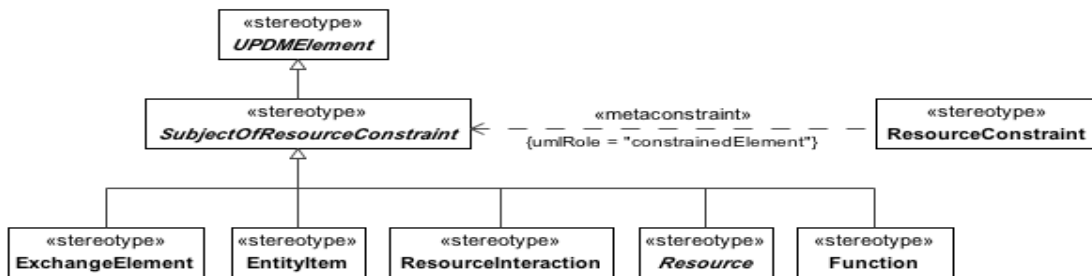 «stereotype»
UPDMElement
«stereotype»
SubjectOfResourceConstraint
«metaconstraint»
{umlRole = "constrainedElement"}
«stereotype»
ResourceConstraint
«stereotype»
ExchangeElement
«stereotype»
EntityItem
«stereotype»
ResourceInteraction
«stereotype»
Resource
«stereotype»
Function